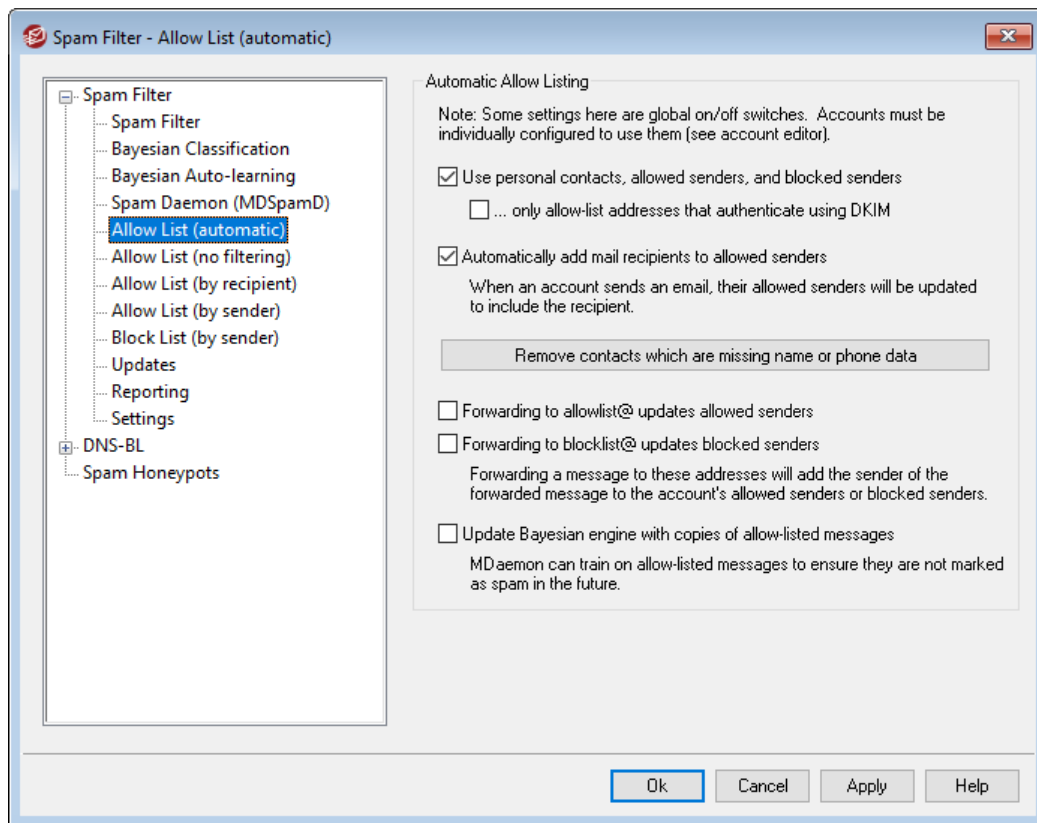 Spam Filter - Allow List (automatic)
Spam Filter
Spam Filter
Bayesian Classification
Bayesian Auto-learning
Spam Daemon (MDSpamD)
Allow List (automatic)
Allow List (no filtering)
Allow List (by recipient)
Allow List (by sender)
Block List (by sender)
Updates
Reporting
Settings
DNS-BL
Spam Honeypots
Automatic Allow Listing
Note: Some settings here are global on/off switches. Accounts must be
individually configured to use them (see account editor).
Use personal contacts, allowed senders, and blocked senders
... only allow-list addresses that authenticate using DKIM
Automatically add mail recipients to allowed senders
When an account sends an email, their allowed senders will be updated
to include the recipient.
Remove contacts which are missing name or phone data
Forwarding to allowlist@ updates allowed senders
Forwarding to blocklist@ updates blocked senders
Forwarding a message to these addresses will add the sender of the
forwarded message to the account's allowed senders or blocked senders.
Update Bayesian engine with copies of allow-listed messages
MDaemon can train on allow-listed messages to ensure they are not marked
as spam in the future.
Ok
Cancel
Apply
Help